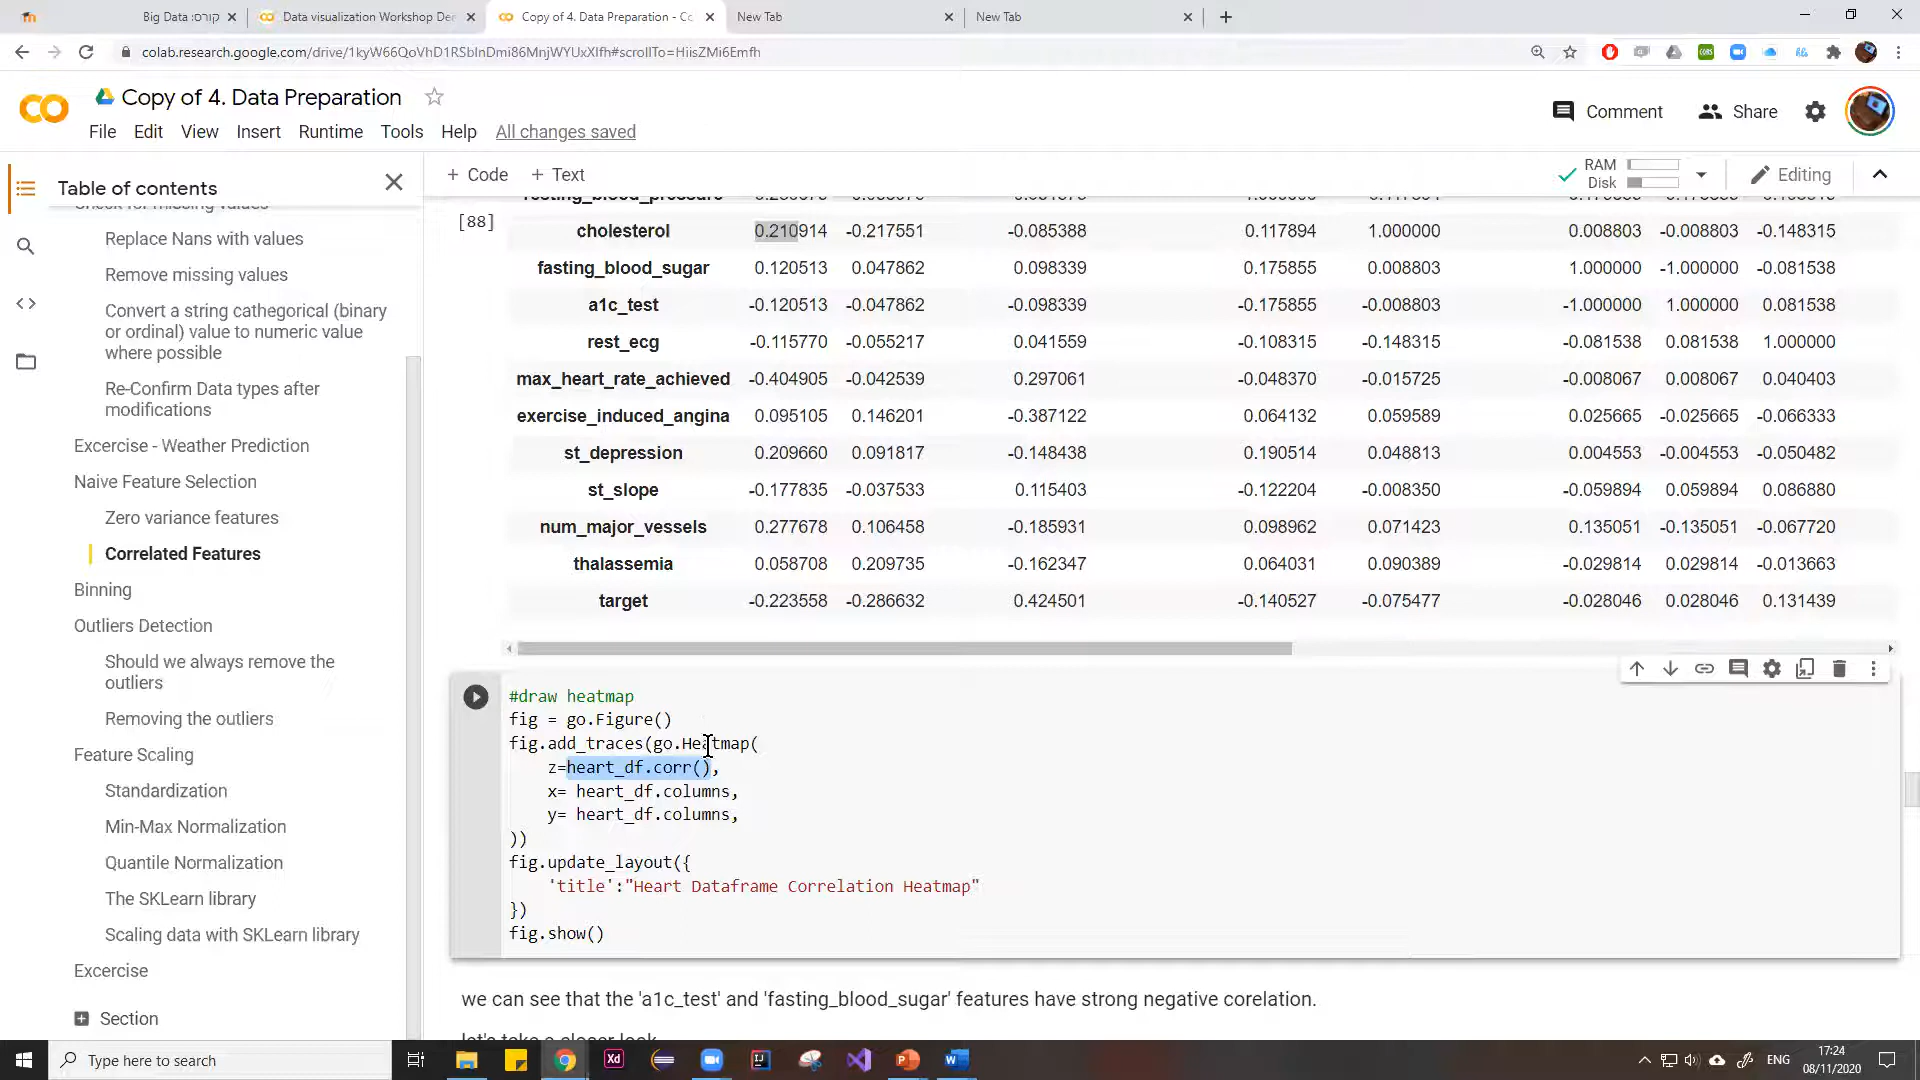 Big Data :קורס
Data visualization Workshop Dec
Copy of 4. Data Preparation - Co
New Tab
New Tab
colab.research.google.com/drive/1kyW66QoVhD1RSbInDmi86MnjWYUxXIfh#scrollTo=HiisZMi6Emfh
Copy of 4. Data Preparation
Comment
Share
File Edit View Insert Runtime Tools Help All changes saved
Table of contents
+ Code + Text
RAM
Disk
Editing
Check for missing values
Replace Nans with values
Remove missing values
Convert a string cathegorical (binary
or ordinal) value to numeric value
where possible
Re-Confirm Data types after
modifications
Excercise - Weather Prediction
Naive Feature Selection
Zero variance features
Correlated Features
Binning
Outliers Detection
Should we always remove the
outliers
Removing the outliers
Feature Scaling
Standardization
Min-Max Normalization
Quantile Normalization
The SKLearn library
Scaling data with SKLearn library
Excercise
Section
[88]
cholesterol 0.210914 -0.217551 -0.085388 0.117894 1.000000 0.008803 -0.008803 -0.148315
fasting_blood_sugar 0.120513 0.047862 0.098339 0.175855 0.008803 1.000000 -1.000000 -0.081538
a1c_test -0.120513 -0.047862 -0.098339 -0.175855 -0.008803 -1.000000 1.000000 0.081538
rest_ecg -0.115770 -0.055217 0.041559 -0.108315 -0.148315 -0.081538 0.081538 1.000000
max_heart_rate_achieved -0.404905 -0.042539 0.297061 -0.048370 -0.015725 -0.008067 0.008067 0.040403
exercise_induced_angina 0.095105 0.146201 -0.387122 0.064132 0.059589 0.025665 -0.025665 -0.066333
st_depression 0.209660 0.091817 -0.148438 0.190514 0.048813 0.004553 -0.004553 -0.050482
st_slope -0.177835 -0.037533 0.115403 -0.122204 -0.008350 -0.059894 0.059894 0.086880
num_major_vessels 0.277678 0.106458 -0.185931 0.098962 0.071423 0.135051 -0.135051 -0.067720
thalassemia 0.058708 0.209735 -0.162347 0.064031 0.090389 -0.029814 0.029814 -0.013663
target -0.223558 -0.286632 0.424501 -0.140527 -0.075477 -0.028046 0.028046 0.131439
#draw heatmap
fig = go.Figure()
fig.add_traces(go.Heatmap(
z=heart_df.corr(),
x= heart_df.columns,
y= heart_df.columns,
))
fig.update_layout({
'title':"Heart Dataframe Correlation Heatmap"
})
fig.show()
we can see that the 'a1c_test' and 'fasting_blood_sugar' features have strong negative corelation.
let's take a closer look
Type here to search
Xd
ENG
17:24
08/11/2020